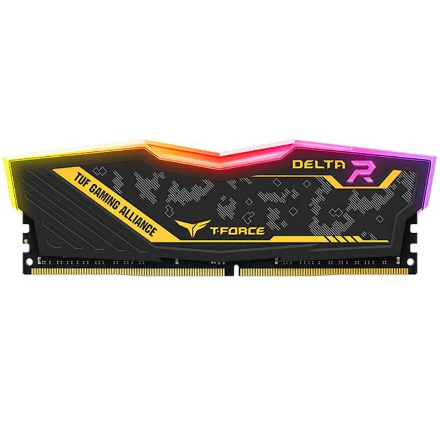 DELTA R
TUF GAMING ALLIANCE
T-FORCE